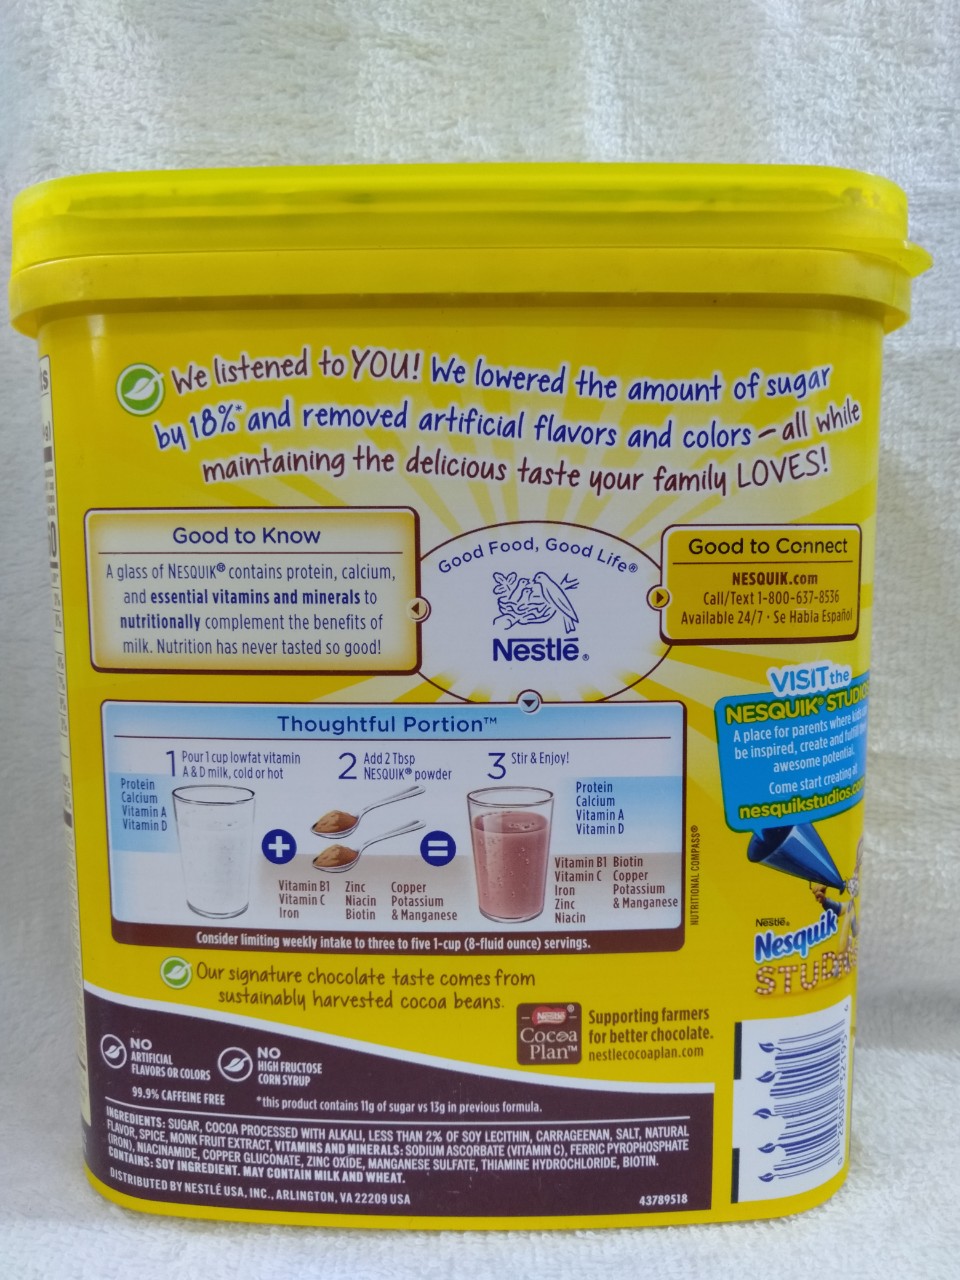 We listened to YOU! We lowered the amount of sugar
by 18%* and removed artificial flavors and colors – all while
maintaining the delicious taste your family LOVES!
Good to Know
A glass of NESQUIK® contains protein, calcium,
and essential vitamins and minerals to
nutritionally complement the benefits of
milk. Nutrition has never tasted so good!
Good Food, Good Life®
Nestlé®
Good to Connect
NESQUIK.com
Call/Text 1-800-637-8536
Available 24/7 · Se Habla Español
VISIT the
NESQUIK® STUDIOS
A place for parents where kids
be inspired, create and fulfill
awesome potential.
Come start creating at
nesquikstudios.com
Thoughtful Portion™
1 Pour 1 cup lowfat vitamin
A & D milk, cold or hot
2 Add 2 Tbsp
NESQUIK® powder
3 Stir & Enjoy!
Protein
Calcium
Vitamin A
Vitamin D
+
=
Vitamin B1
Vitamin C
Iron
Zinc
Niacin
Biotin
Copper
Potassium
& Manganese
Protein
Calcium
Vitamin A
Vitamin D
Vitamin B1
Vitamin C
Iron
Zinc
Niacin
Biotin
Copper
Potassium
& Manganese
Consider limiting weekly intake to three to five 1-cup (8-fluid ounce) servings.
NUTRITIONAL COMPASS®
Nestlé®
Nesquik
Our signature chocolate taste comes from
sustainably harvested cocoa beans.
Nestlé®
Cocoa
Plan™
Supporting farmers
for better chocolate.
nestlecocoaplan.com
NO
ARTIFICIAL
FLAVORS OR COLORS
NO
HIGH FRUCTOSE
CORN SYRUP
99.9% CAFFEINE FREE
*this product contains 11g of sugar vs 13g in previous formula.
INGREDIENTS: SUGAR, COCOA PROCESSED WITH ALKALI, LESS THAN 2% OF SOY LECITHIN, CARRAGEENAN, SALT, NATURAL
FLAVOR, SPICE, MONK FRUIT EXTRACT, VITAMINS AND MINERALS: SODIUM ASCORBATE (VITAMIN C), FERRIC PYROPHOSPHATE
(IRON), NIACINAMIDE, COPPER GLUCONATE, ZINC OXIDE, MANGANESE SULFATE, THIAMINE HYDROCHLORIDE, BIOTIN.
CONTAINS: SOY INGREDIENT. MAY CONTAIN MILK AND WHEAT.
DISTRIBUTED BY NESTLÉ USA, INC., ARLINGTON, VA 22209 USA
43789518